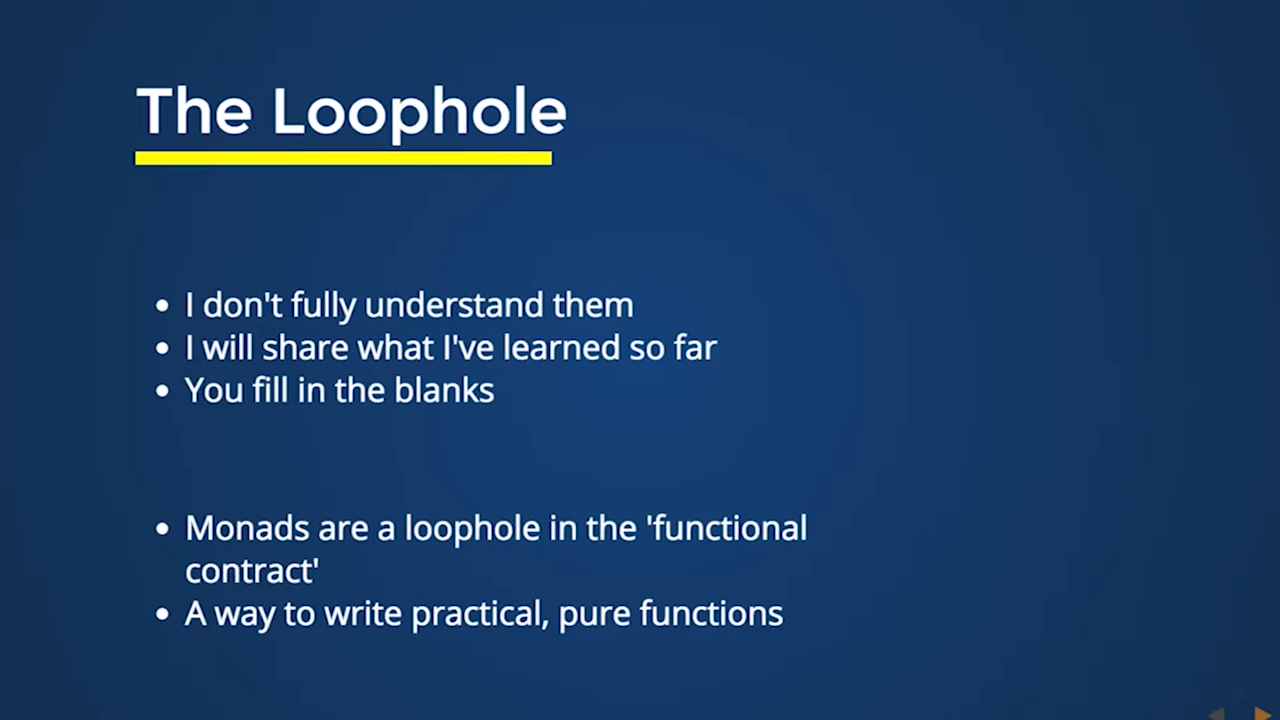 The Loophole
• I don't fully understand them
• I will share what I've learned so far
• You fill in the blanks
• Monads are a loophole in the 'functional
contract'
• A way to write practical, pure functions